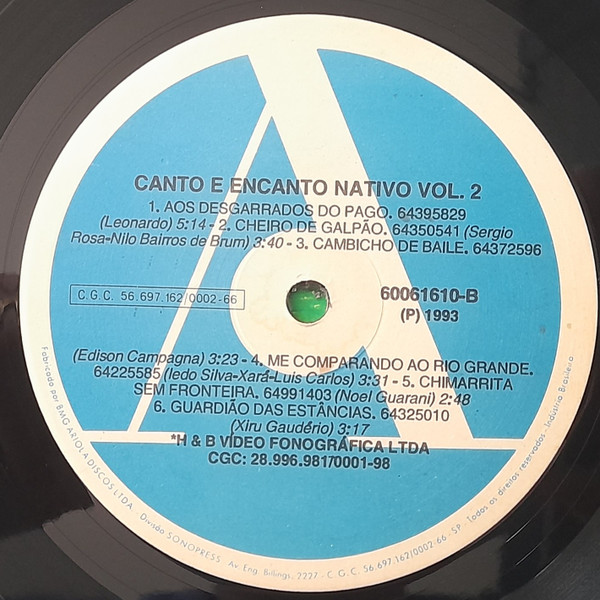 CANTO E ENCANTO NATIVO VOL. 2
1. AOS DESGARRADOS DO PAGO. 64395829
(Leonardo) 5:14 - 2. CHEIRO DE GALPÃO. 64350541 (Sergio
Rosa-Nilo Bairros de Brum) 3:40 - 3. CAMBICHO DE BAILE. 64372596
C.G.C. 56.697.162/0002-66
60061610-B
(P) 1993
(Edison Campagna) 3:23 - 4. ME COMPARANDO AO RIO GRANDE.
64225585 (Iedo Silva-Xará-Luis Carlos) 3:31 - 5. CHIMARRITA
SEM FRONTEIRA. 64991403 (Noel Guarani) 2:48
6. GUARDIÃO DAS ESTÂNCIAS. 64325010
(Xiru Gaudério) 3:17
*H & B VÍDEO FONOGRÁFICA LTDA
CGC: 28.996.98170001-98
Fabricado por BMG ARIOLA DISCOS LTDA. - Divisão SONOPRESS - Av. Eng. Billings, 2227 - C.G.C. 56.697.162/0002-66 - SP - Todos os direitos reservados - Indústria Brasileira